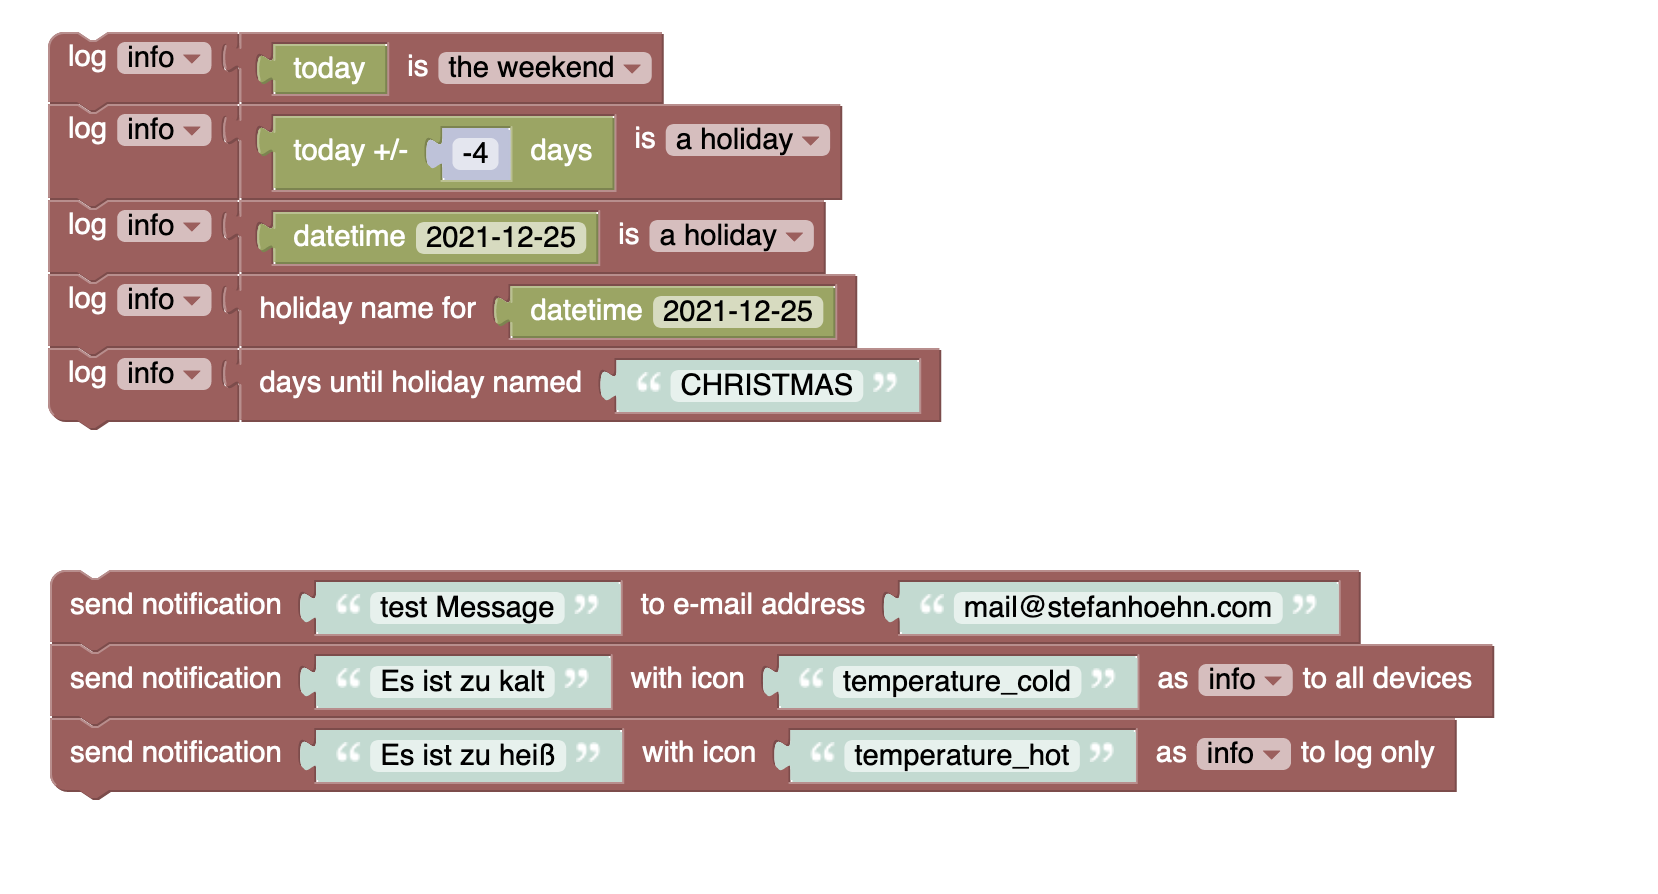 log info today is the weekend
log info today +/- -4 days is a holiday
log info datetime 2021-12-25 is a holiday
log info holiday name for datetime 2021-12-25
log info days until holiday named “ CHRISTMAS ”
send notification “ test Message ” to e-mail address “ mail@stefanhoehn.com ”
send notification “ Es ist zu kalt ” with icon “ temperature_cold ” as info to all devices
send notification “ Es ist zu heiß ” with icon “ temperature_hot ” as info to log only